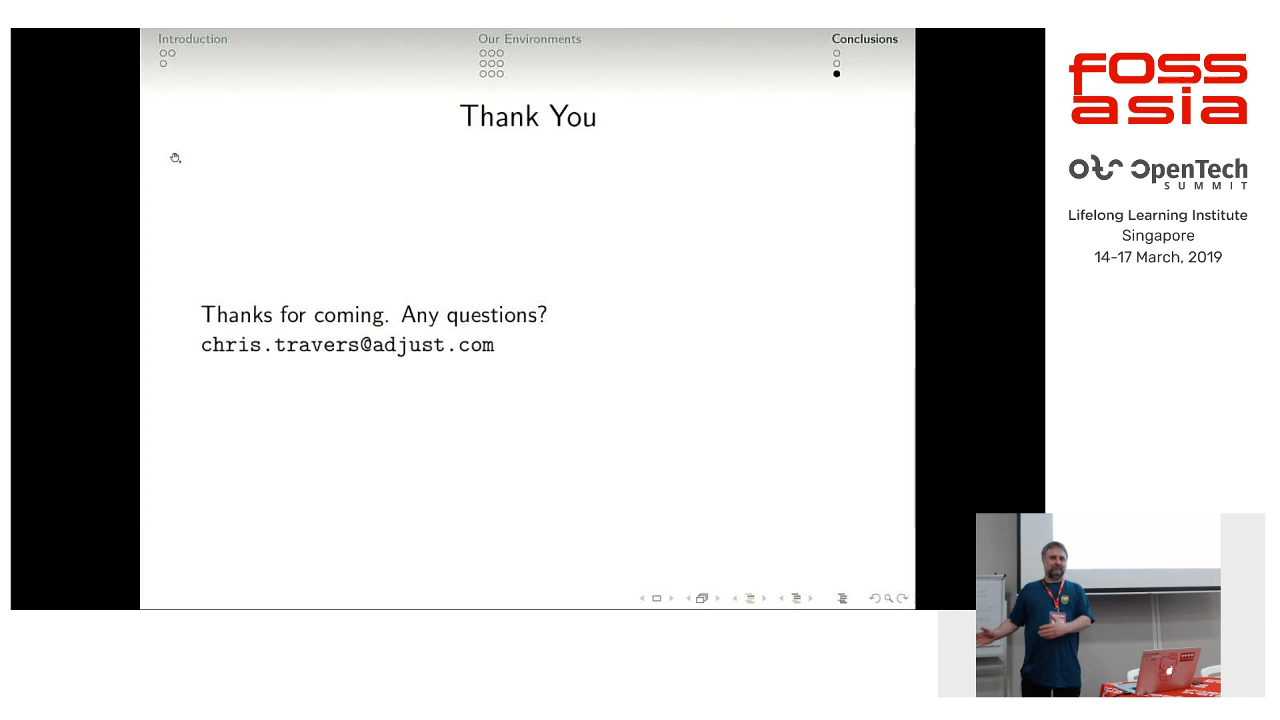 Introduction
Our Environments
Conclusions
Thank You
Thanks for coming. Any questions?
chris.travers@adjust.com
fOSS
asia
OpenTech
SUMMIT
Lifelong Learning Institute
Singapore
14-17 March, 2019